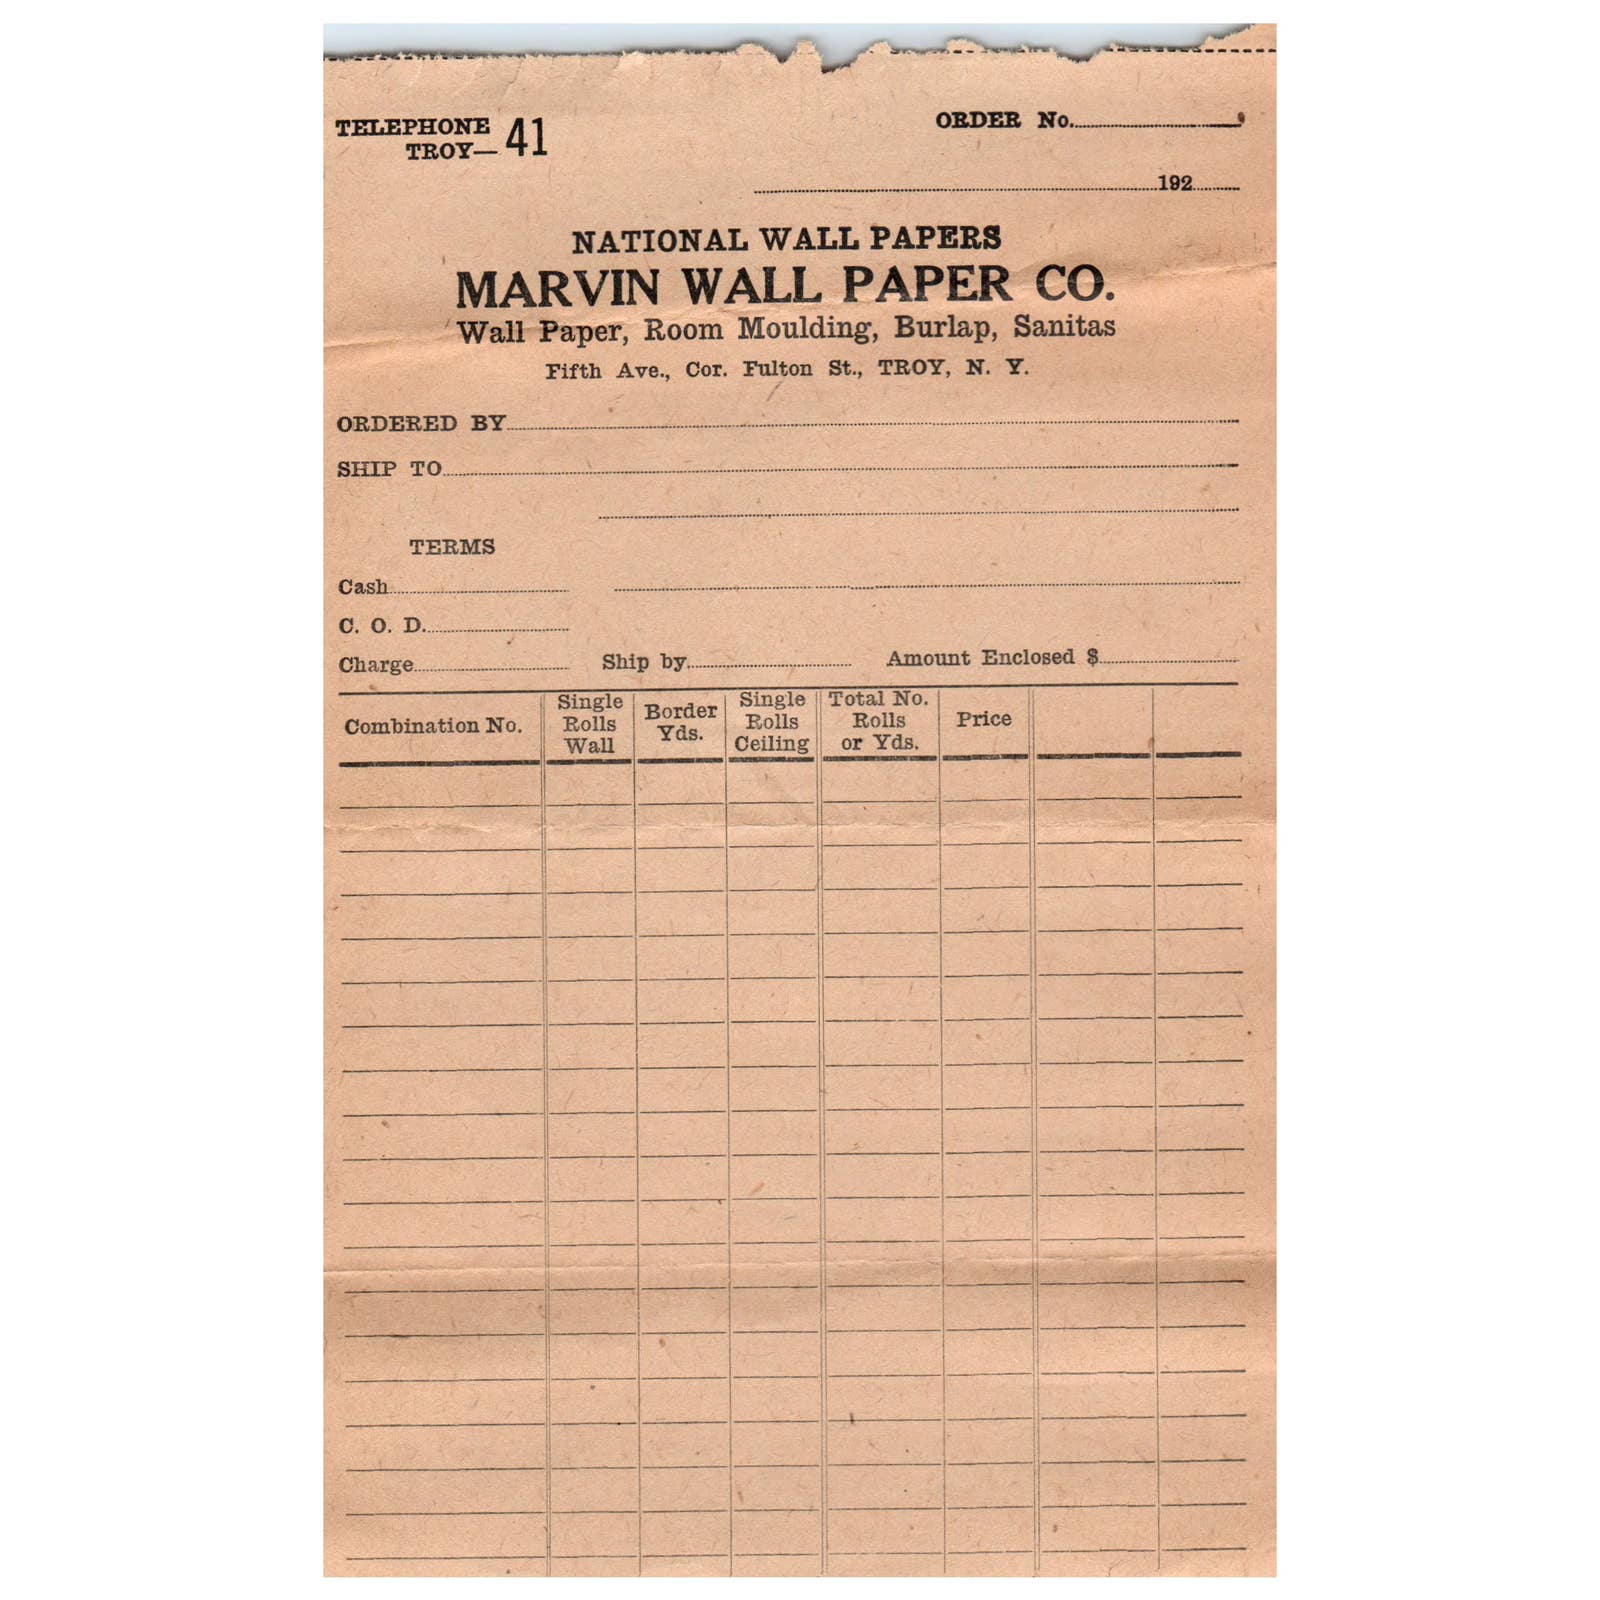 TELEPHONE
TROY— 41
ORDER No.
192
NATIONAL WALL PAPERS
MARVIN WALL PAPER CO.
Wall Paper, Room Moulding, Burlap, Sanitas
Fifth Ave., Cor. Fulton St., TROY, N. Y.
ORDERED BY
SHIP TO
TERMS
Cash
C. O. D.
Charge Ship by Amount Enclosed $
Combination No.
Single
Rolls
Wall
Border
Yds.
Single
Rolls
Ceiling
Total No.
Rolls
or Yds.
Price